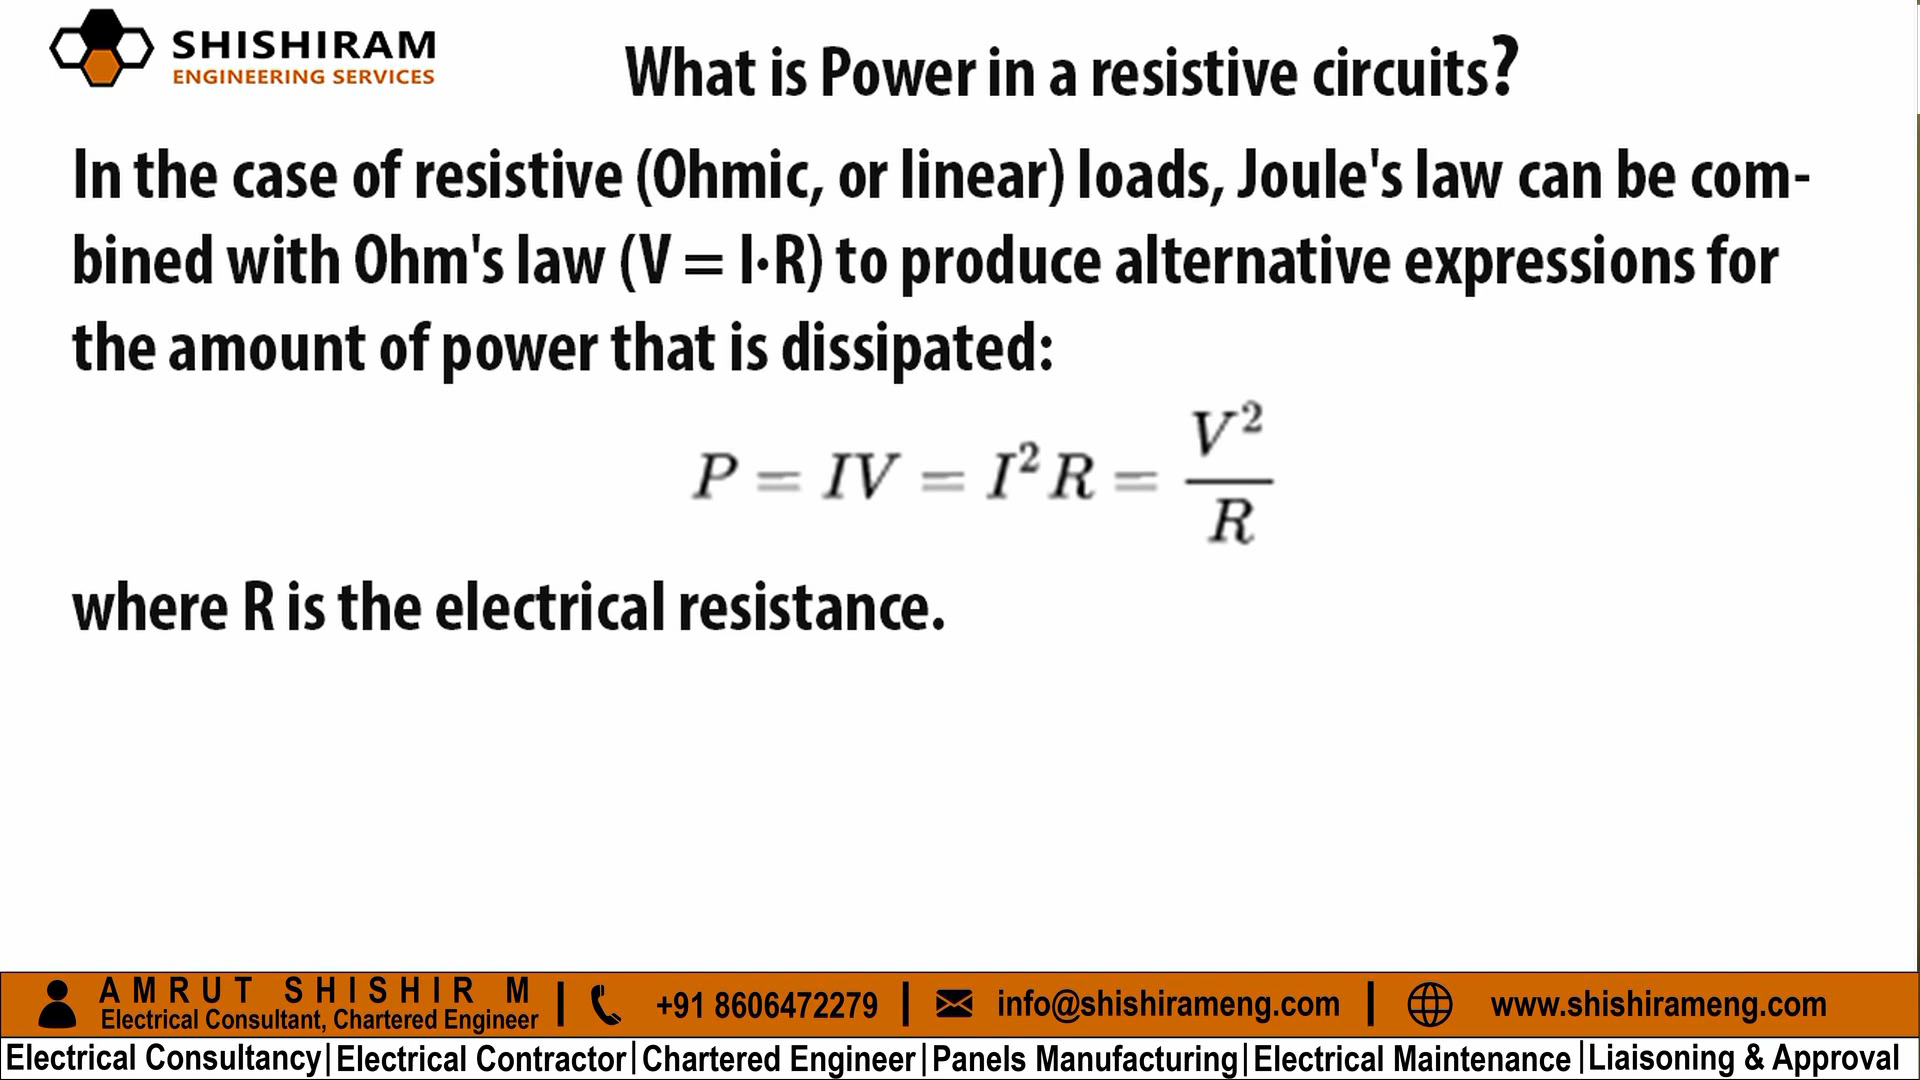 SHISHIRAM
ENGINEERING SERVICES
What is Power in a resistive circuits?
In the case of resistive (Ohmic, or linear) loads, Joule's law can be com-
bined with Ohm's law (V = I·R) to produce alternative expressions for
the amount of power that is dissipated:
P = IV = I²R = V²/R
where R is the electrical resistance.
AMRUT SHISHIR M
Electrical Consultant, Chartered Engineer
| +91 8606472279 | info@shishirameng.com | www.shishirameng.com
Electrical Consultancy|Electrical Contractor|Chartered Engineer|Panels Manufacturing|Electrical Maintenance|Liaisoning & Approval